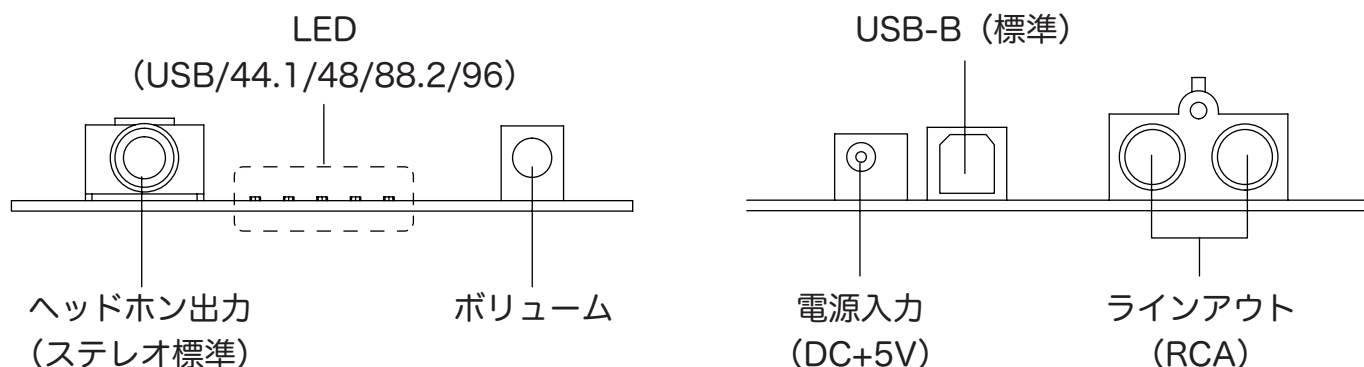 LED
（USB/44.1/48/88.2/96）
ヘッドホン出力
（ステレオ標準）
ボリューム
USB-B（標準）
電源入力
（DC+5V）
ラインアウト
（RCA）